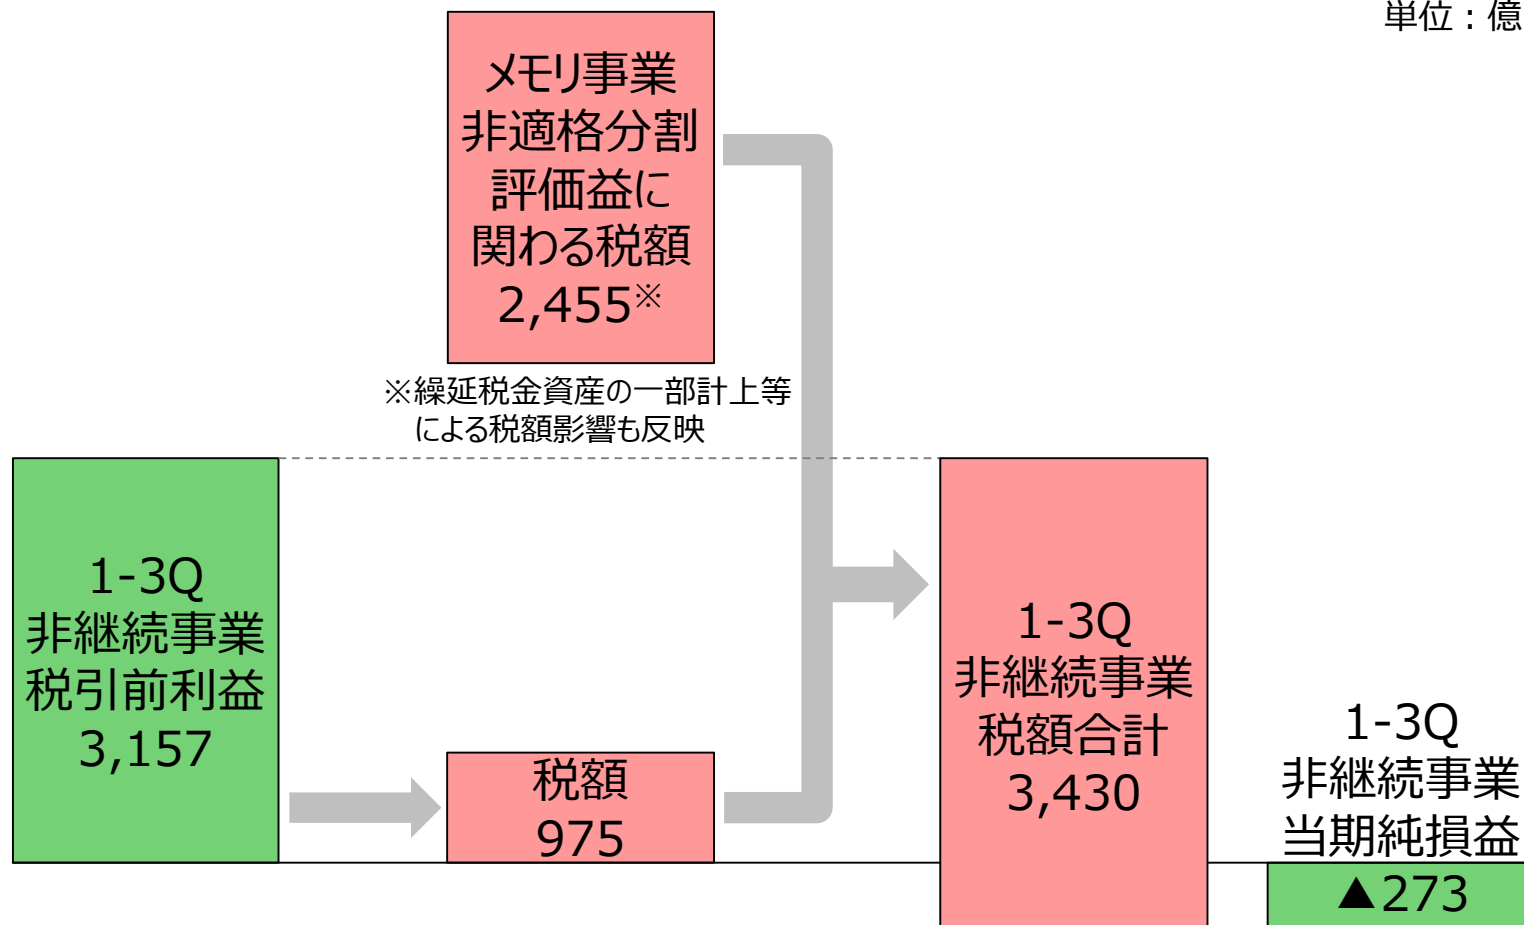 単位：億
メモリ事業
非適格分割
評価益に
関わる税額
2,455※
※繰延税金資産の一部計上等
による税額影響も反映
1-3Q
非継続事業
税引前利益
3,157
税額
975
1-3Q
非継続事業
税額合計
3,430
1-3Q
非継続事業
当期純損益
▲273